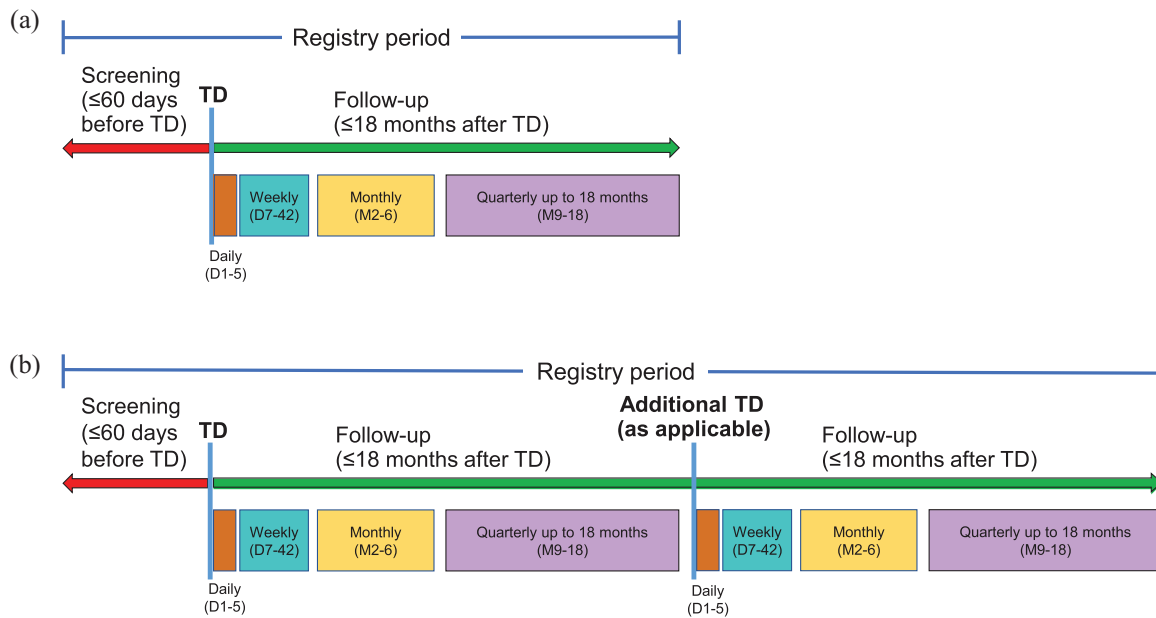 (a)
Registry period
Screening
(≤60 days
before TD)
TD
Follow-up
(≤18 months after TD)
Weekly
(D7-42)
Monthly
(M2-6)
Quarterly up to 18 months
(M9-18)
Daily
(D1-5)
(b)
Registry period
Screening
(≤60 days
before TD)
TD
Follow-up
(≤18 months after TD)
Additional TD
(as applicable)
Follow-up
(≤18 months after TD)
Weekly
(D7-42)
Monthly
(M2-6)
Quarterly up to 18 months
(M9-18)
Weekly
(D7-42)
Monthly
(M2-6)
Quarterly up to 18 months
(M9-18)
Daily
(D1-5)
Daily
(D1-5)